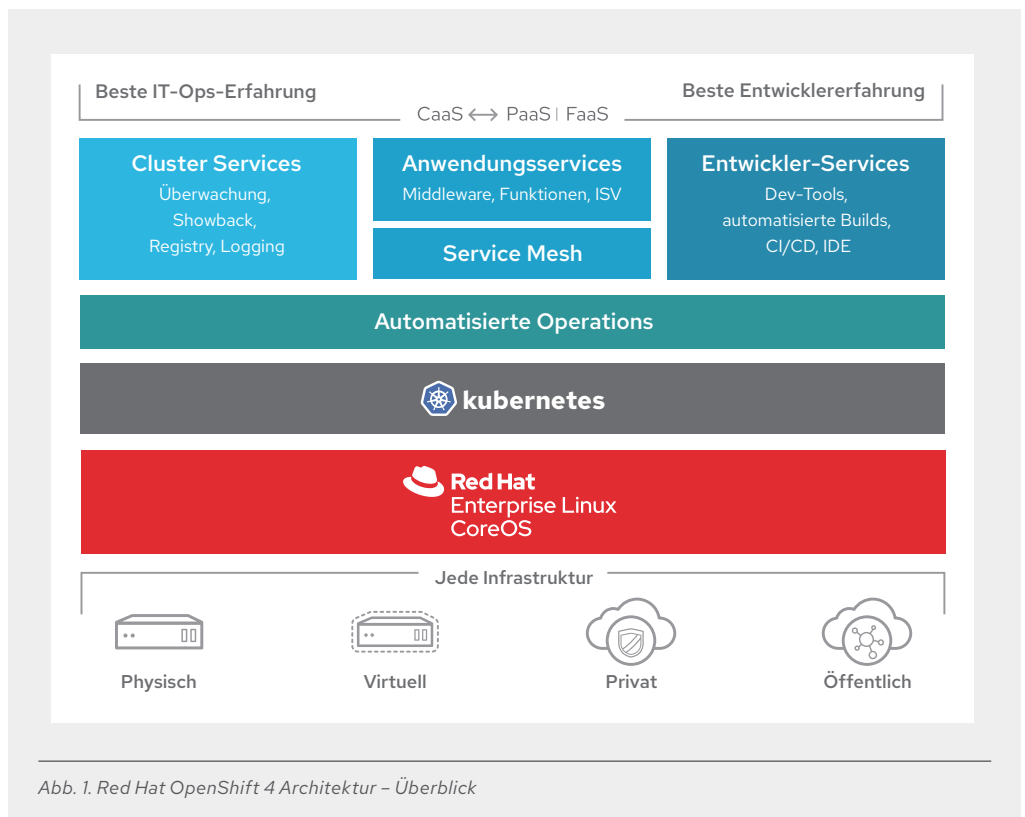 Beste IT-Ops-Erfahrung
Beste Entwicklererfahrung
CaaS ⟷ PaaS | FaaS
Cluster Services
Überwachung,
Showback,
Registry, Logging
Anwendungsservices
Middleware, Funktionen, ISV
Service Mesh
Entwickler-Services
Dev-Tools,
automatisierte Builds,
CI/CD, IDE
Automatisierte Operations
kubernetes
Red Hat
Enterprise Linux
CoreOS
Jede Infrastruktur
Physisch
Virtuell
Privat
Öffentlich
Abb. 1. Red Hat OpenShift 4 Architektur – Überblick